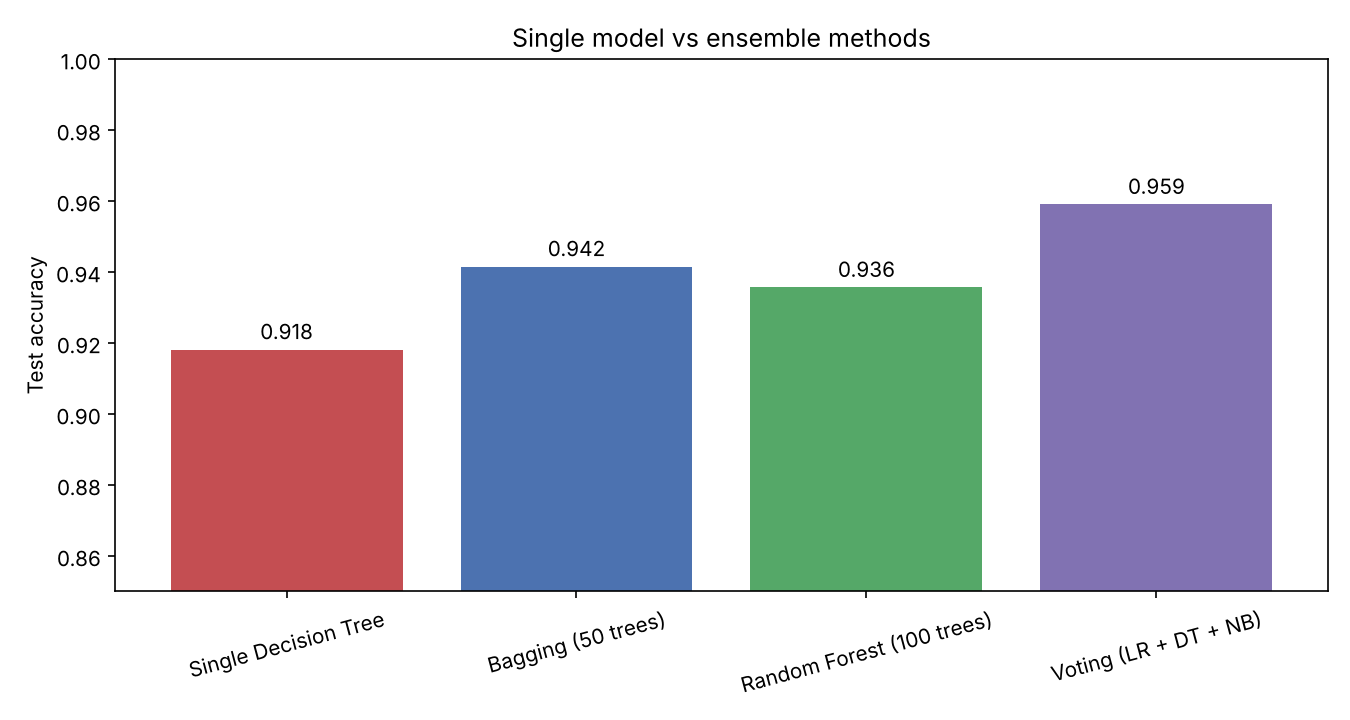 Single model vs ensemble methods
Test accuracy
1.00
0.98
0.96
0.94
0.92
0.90
0.88
0.86
0.918
0.942
0.936
0.959
Single Decision Tree
Bagging (50 trees)
Random Forest (100 trees)
Voting (LR + DT + NB)